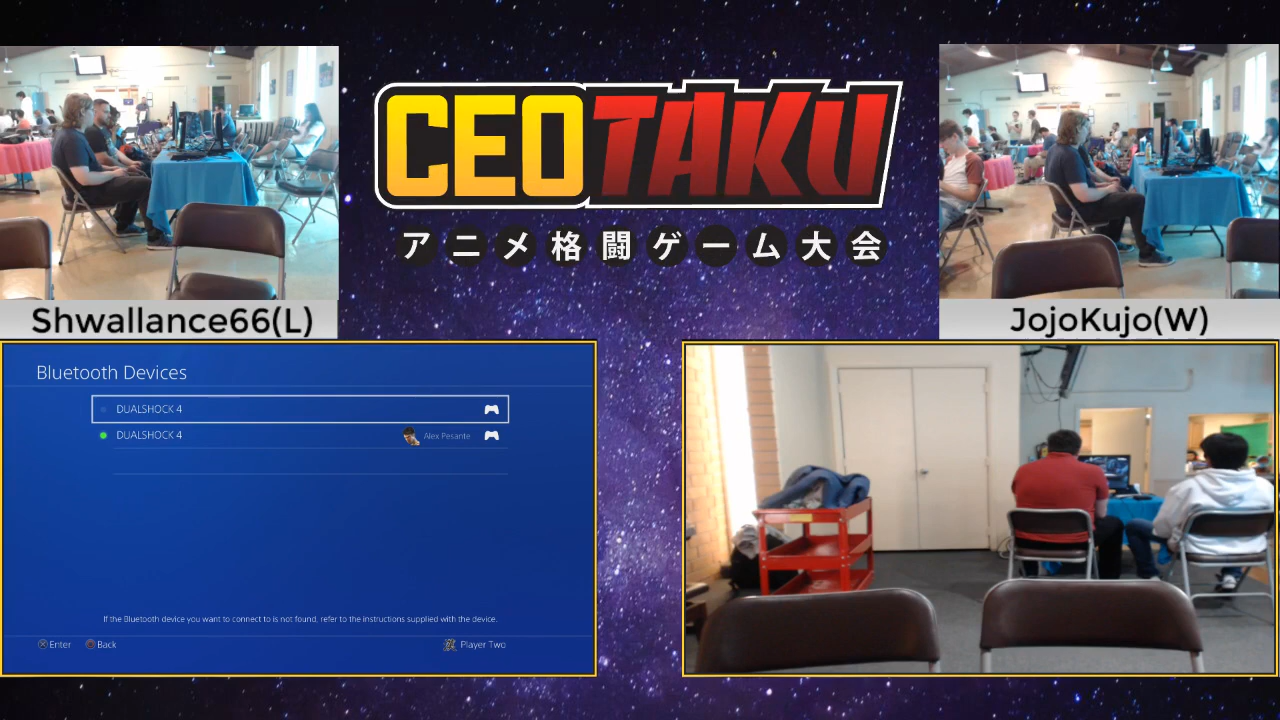 CEOTAKU
アニメ格闘ゲーム大会
Shwallance66(L)
JojoKujo(W)
Bluetooth Devices
DUALSHOCK 4
DUALSHOCK 4 Alex Pesante
If the Bluetooth device you want to connect to is not found, refer to the instructions supplied with the device.
Enter Back Player Two